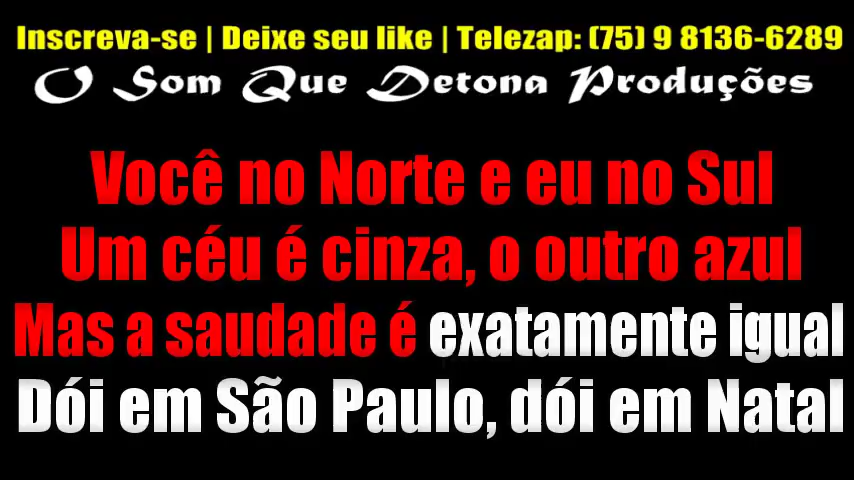 Inscreva-se | Deixe seu like | Telezap: (75) 9 8136-6289
O Som Que Detona Produções
Você no Norte e eu no Sul
Um céu é cinza, o outro azul
Mas a saudade é exatamente igual
Dói em São Paulo, dói em Natal